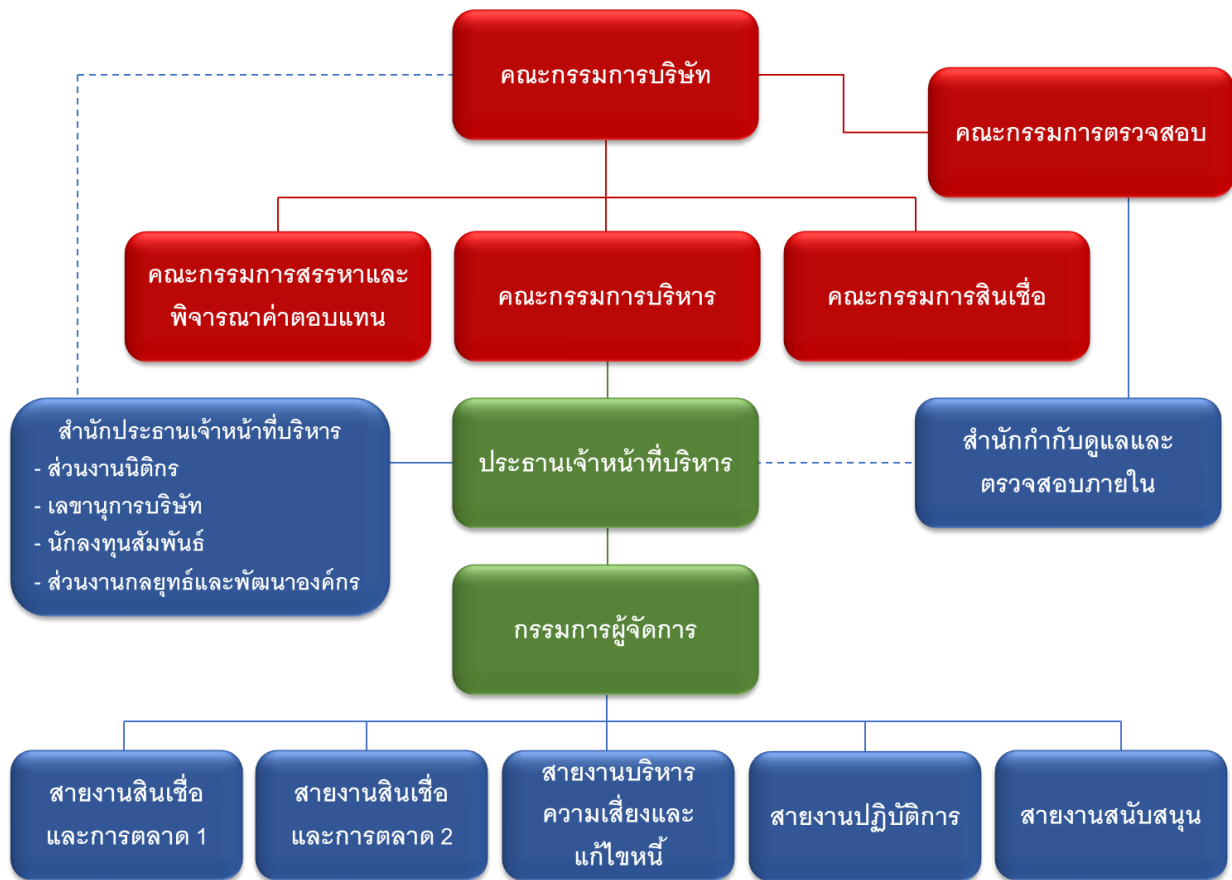 คณะกรรมการบริษัท
คณะกรรมการตรวจสอบ
คณะกรรมการสรรหาและ
พิจารณาค่าตอบแทน
คณะกรรมการบริหาร
คณะกรรมการสินเชื่อ
สำนักประธานเจ้าหน้าที่บริหาร
- ส่วนงานนิติกร
- เลขานุการบริษัท
- นักลงทุนสัมพันธ์
- ส่วนงานกลยุทธ์และพัฒนาองค์กร
ประธานเจ้าหน้าที่บริหาร
สำนักกำกับดูแลและ
ตรวจสอบภายใน
กรรมการผู้จัดการ
สายงานสินเชื่อ
และการตลาด 1
สายงานสินเชื่อ
และการตลาด 2
สายงานบริหาร
ความเสี่ยงและ
แก้ไขหนี้
สายงานปฏิบัติการ
สายงานสนับสนุน